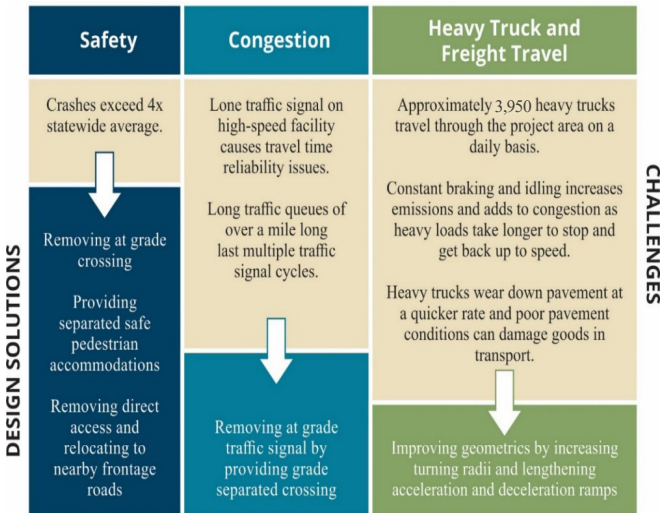 Safety
Congestion
Heavy Truck and
Freight Travel
Crashes exceed 4x
statewide average.
Lone traffic signal on
high-speed facility
causes travel time
reliability issues.
Long traffic queues of
over a mile long
last multiple traffic
signal cycles.
Approximately 3,950 heavy trucks
travel through the project area on a
daily basis.
Constant braking and idling increases
emissions and adds to congestion as
heavy loads take longer to stop and
get back up to speed.
Heavy trucks wear down pavement at
a quicker rate and poor pavement
conditions can damage goods in
transport.
CHALLENGES
DESIGN SOLUTIONS
Removing at grade
crossing
Providing
separated safe
pedestrian
accommodations
Removing direct
access and
relocating to
nearby frontage
roads
Removing at grade
traffic signal by
providing grade
separated crossing
Improving geometrics by increasing
turning radii and lengthening
acceleration and deceleration ramps